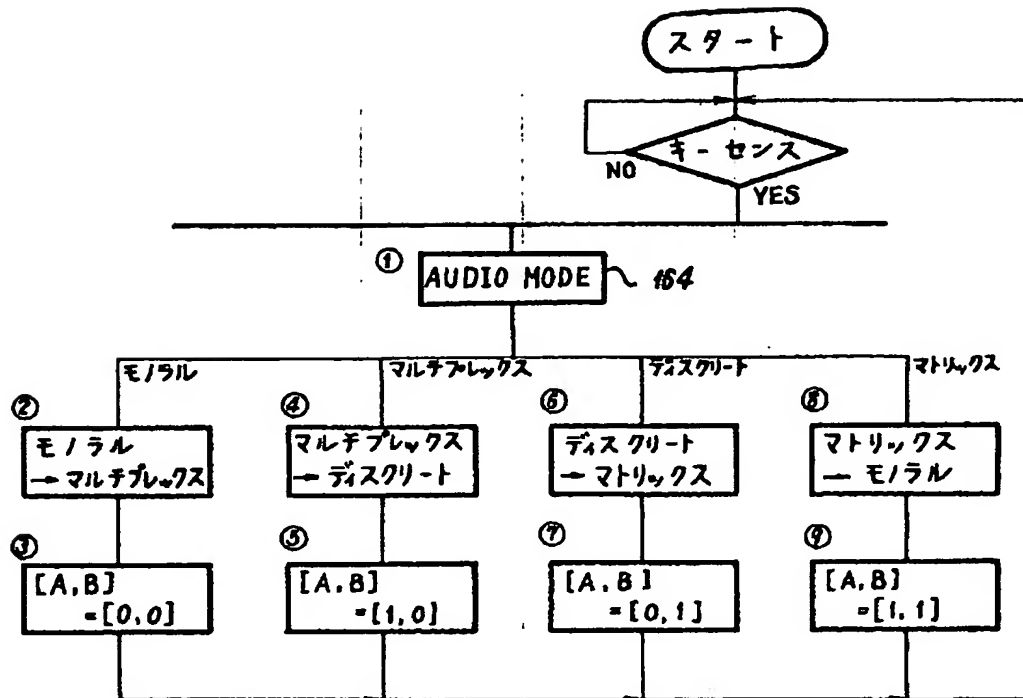 スタート
キーセンス
NO
YES
① AUDIO MODE 164
モノラル
マルチプレックス
ディスクリート
マトリックス
②
モノラル
→ マルチプレックス
④
マルチプレックス
→ ディスクリート
⑥
ディスクリート
→ マトリックス
⑧
マトリックス
→ モノラル
③
[A,B]
=[0,0]
⑤
[A,B]
=[1,0]
⑦
[A,B]
=[0,1]
⑨
[A,B]
=[1,1]